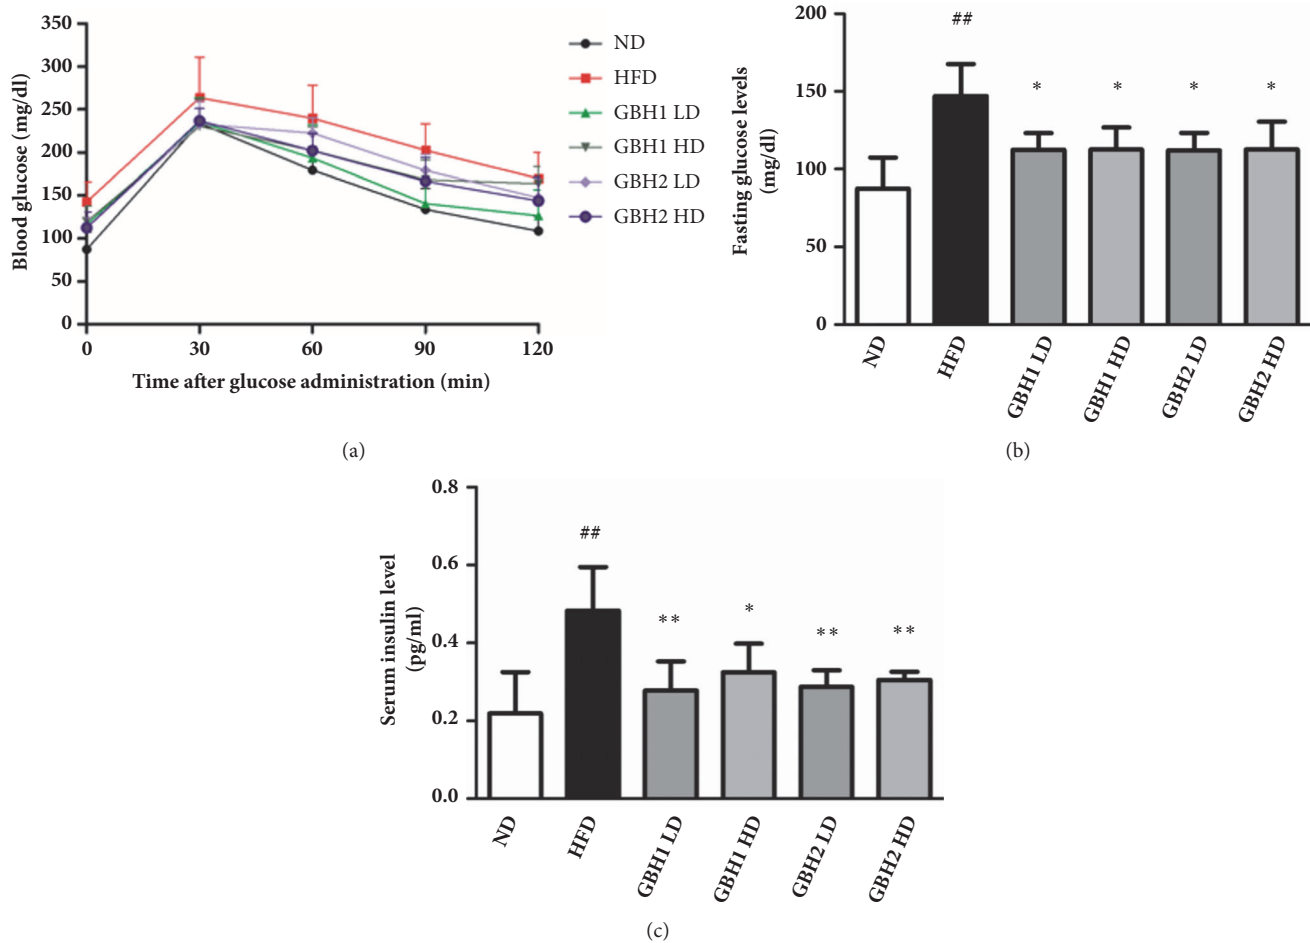 350
300
250
200
150
100
50
0
Blood glucose (mg/dl)
0 30 60 90 120
Time after glucose administration (min)
ND
HFD
GBH1 LD
GBH1 HD
GBH2 LD
GBH2 HD
(a)
200
150
100
50
0
Fasting glucose levels
(mg/dl)
##
* * * *
ND HFD GBH1 LD GBH1 HD GBH2 LD GBH2 HD
(b)
0.8
0.6
0.4
0.2
0.0
Serum insulin level
(pg/ml)
##
** * ** **
ND HFD GBH1 LD GBH1 HD GBH2 LD GBH2 HD
(c)